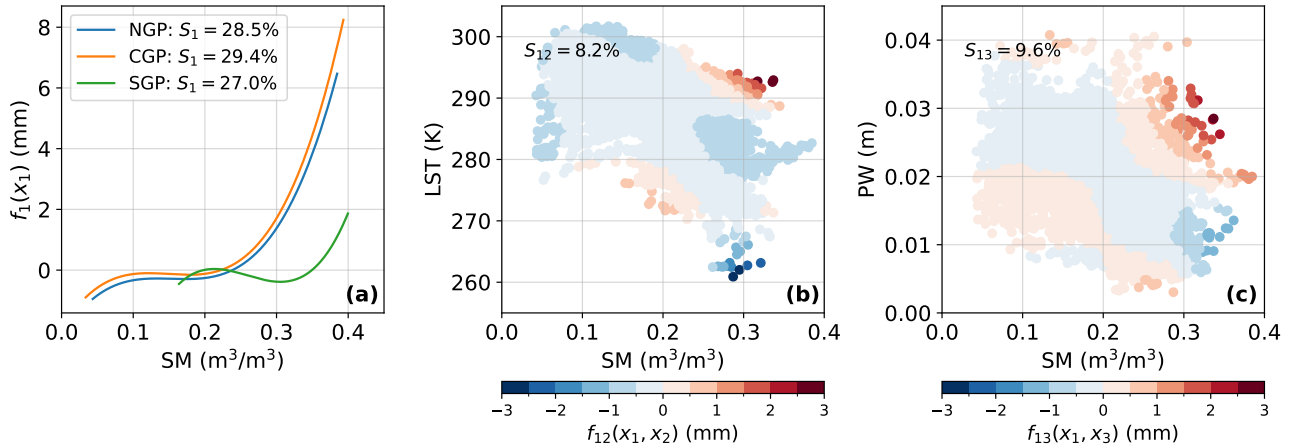 8
6
4
2
0
f₁(x₁) (mm)
NGP: S₁ = 28.5%
CGP: S₁ = 29.4%
SGP: S₁ = 27.0%
(a)
0.0 0.1 0.2 0.3 0.4
SM (m³/m³)
300
290
280
270
260
LST (K)
S₁₂ = 8.2%
(b)
0.0 0.1 0.2 0.3 0.4
SM (m³/m³)
−3 −2 −1 0 1 2 3
f₁₂(x₁, x₂) (mm)
0.04
0.03
0.02
0.01
0.00
PW (m)
S₁₃ = 9.6%
(c)
0.0 0.1 0.2 0.3 0.4
SM (m³/m³)
−3 −2 −1 0 1 2 3
f₁₃(x₁, x₃) (mm)